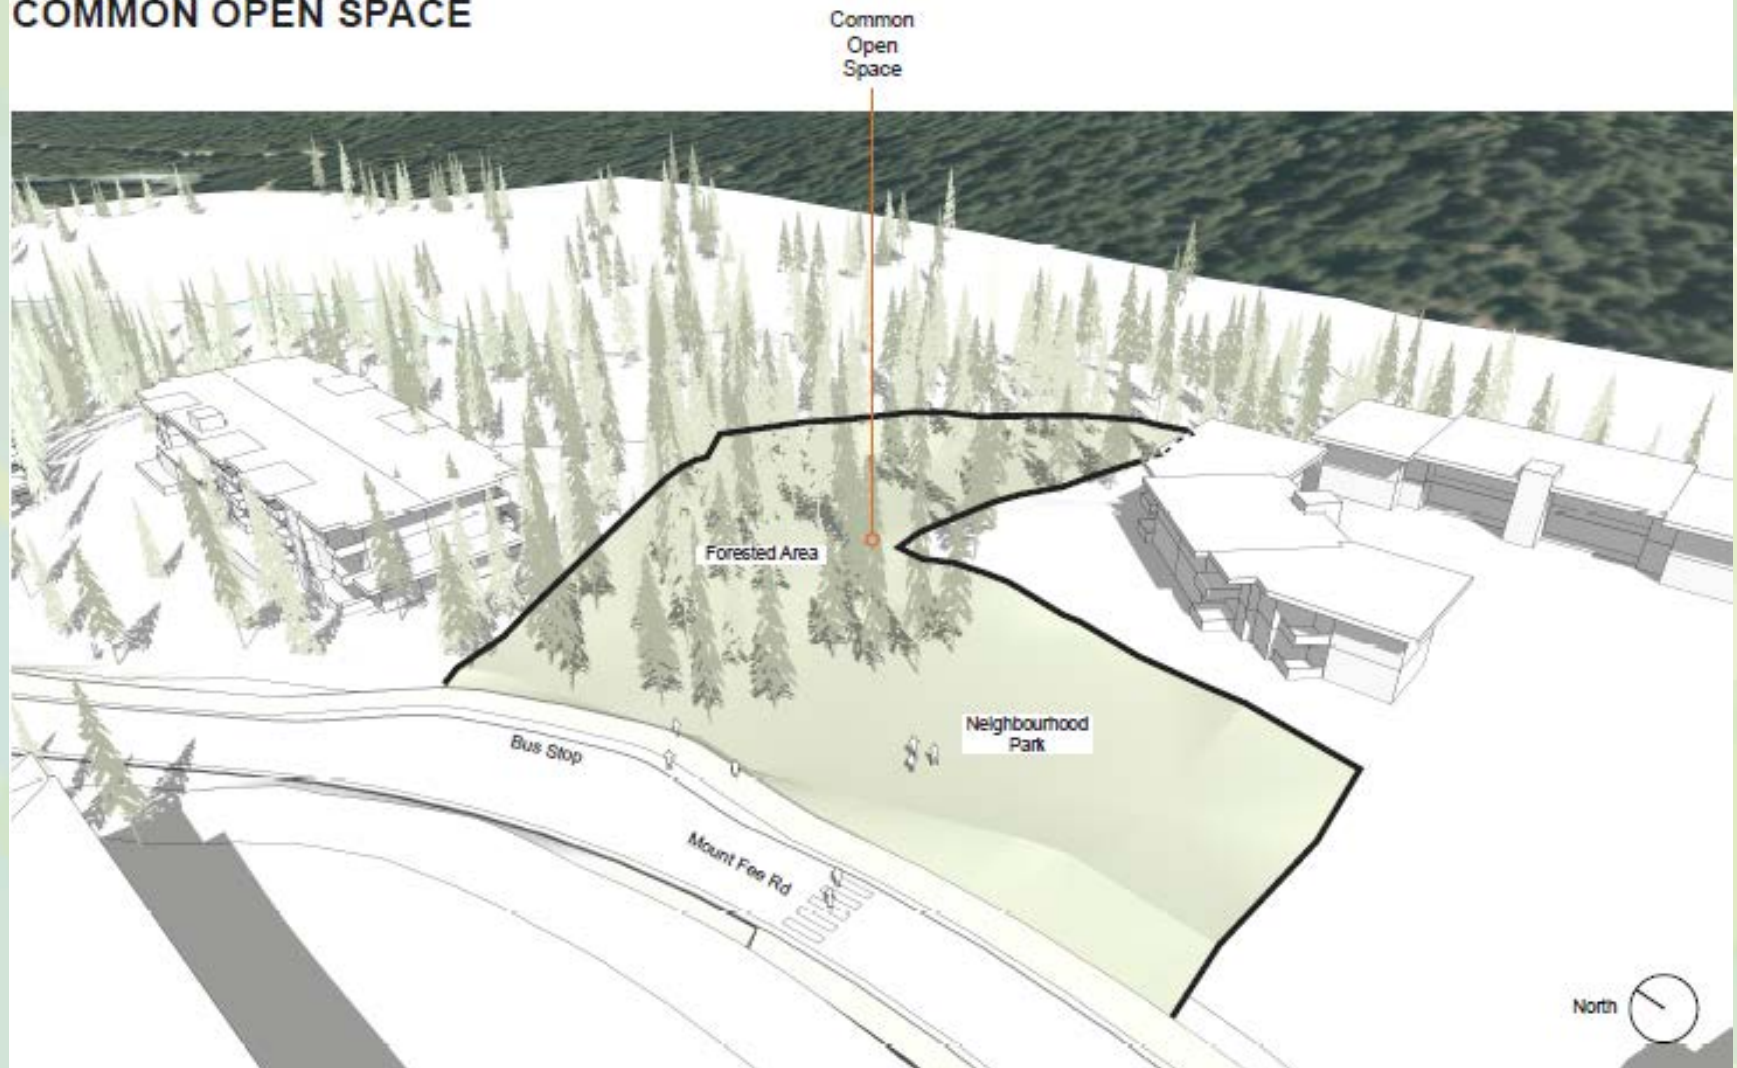 COMMON OPEN SPACE
Common
Open
Space
Forested Area
Neighbourhood
Park
Bus Stop
Mount Fee Rd
North